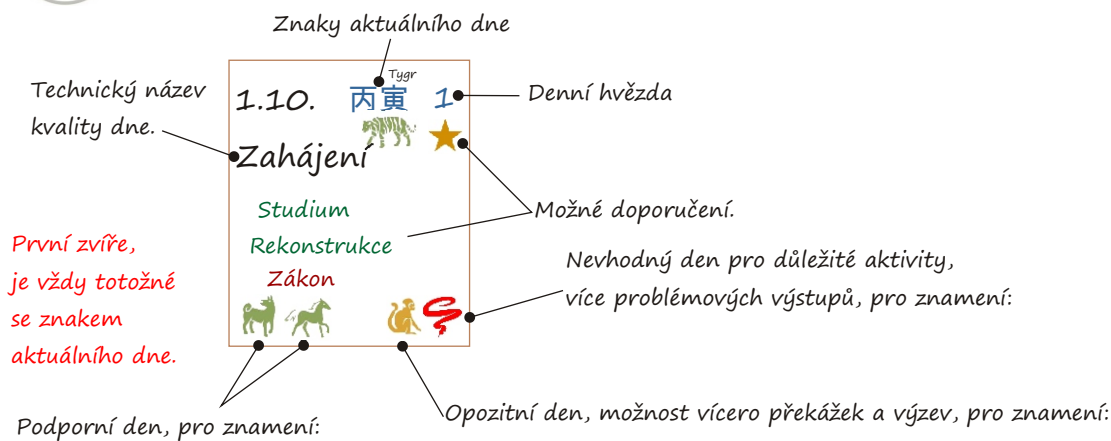 Znaky aktuálního dne
Technický název
kvality dne.
Tygr
1.10. 丙寅 1
Denní hvězda
Zahájení
Studium
Rekonstrukce
Zákon
Možné doporučení.
První zvíře,
je vždy totožné
se znakem
aktuálního dne.
Nevhodný den pro důležité aktivity,
více problémových výstupů, pro znamení:
Podporní den, pro znamení:
Opozitní den, možnost vícero překážek a výzev, pro znamení: